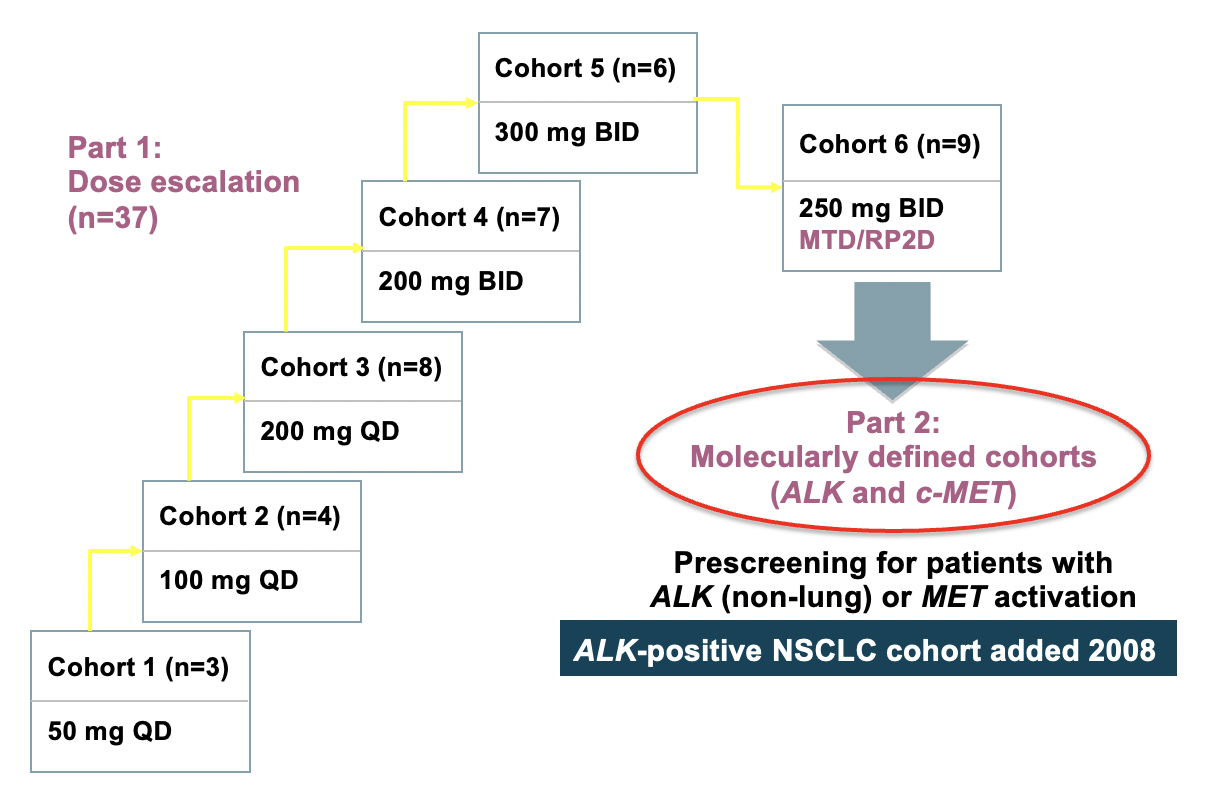 Part 1:
Dose escalation
(n=37)
Cohort 1 (n=3)
50 mg QD
Cohort 2 (n=4)
100 mg QD
Cohort 3 (n=8)
200 mg QD
Cohort 4 (n=7)
200 mg BID
Cohort 5 (n=6)
300 mg BID
Cohort 6 (n=9)
250 mg BID
MTD/RP2D
Part 2:
Molecularly defined cohorts
(ALK and c-MET)
Prescreening for patients with
ALK (non-lung) or MET activation
ALK-positive NSCLC cohort added 2008